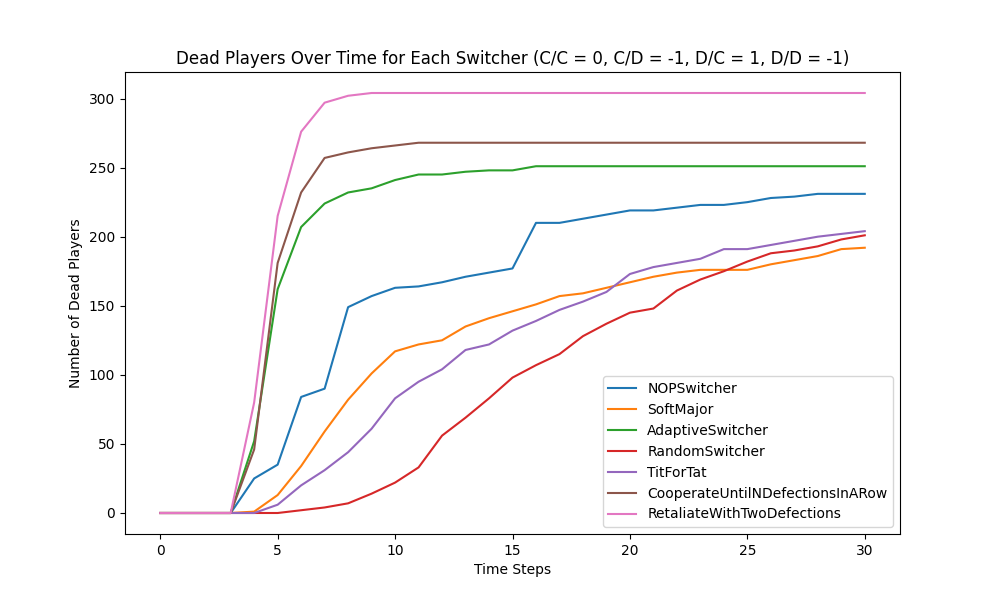 Dead Players Over Time for Each Switcher (C/C = 0, C/D = -1, D/C = 1, D/D = -1)
Number of Dead Players
300
250
200
150
100
50
0
0 5 10 15 20 25 30
Time Steps
NOPSwitcher
SoftMajor
AdaptiveSwitcher
RandomSwitcher
TitForTat
CooperateUntilNDefectionsInARow
RetaliateWithTwoDefections